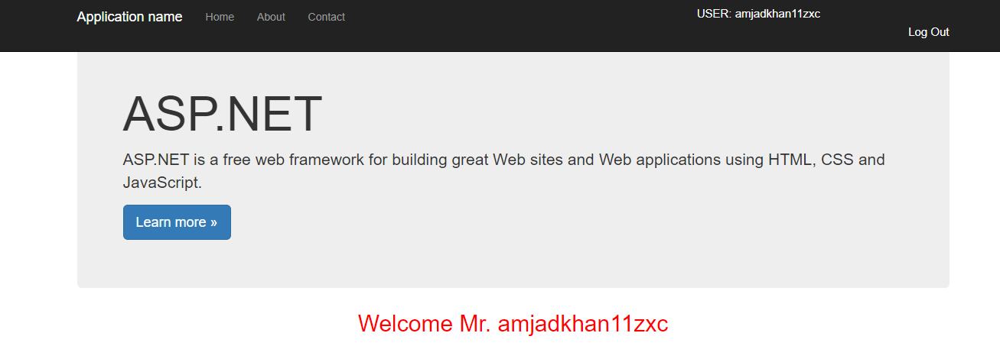 Application name Home About Contact USER: amjadkhan11zxc
Log Out
ASP.NET
ASP.NET is a free web framework for building great Web sites and Web applications using HTML, CSS and
JavaScript.
Learn more »
Welcome Mr. amjadkhan11zxc